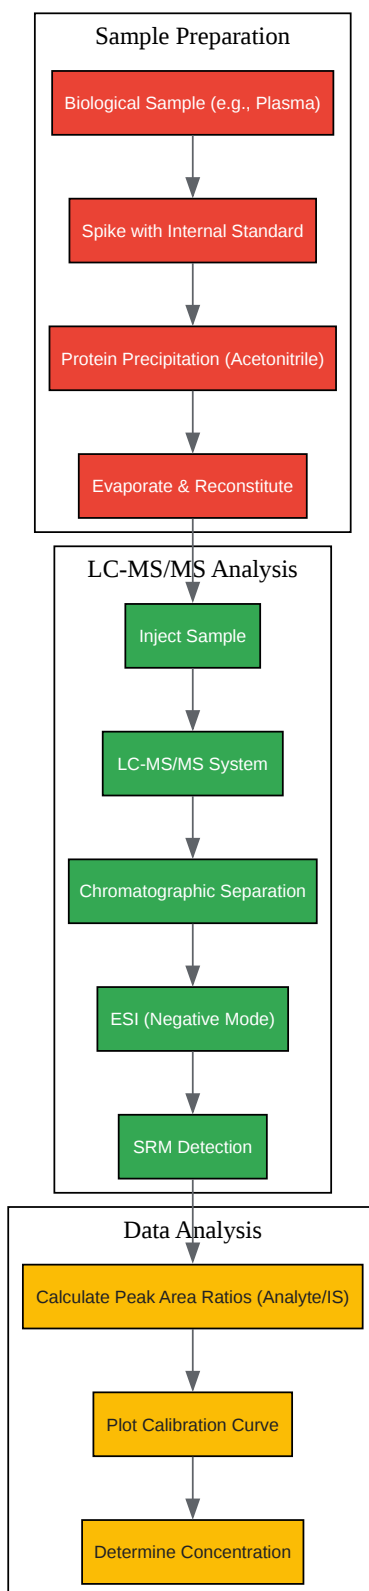 Sample Preparation
Biological Sample (e.g., Plasma)
Spike with Internal Standard
Protein Precipitation (Acetonitrile)
Evaporate & Reconstitute
LC-MS/MS Analysis
Inject Sample
LC-MS/MS System
Chromatographic Separation
ESI (Negative Mode)
SRM Detection
Data Analysis
Calculate Peak Area Ratios (Analyte/IS)
Plot Calibration Curve
Determine Concentration